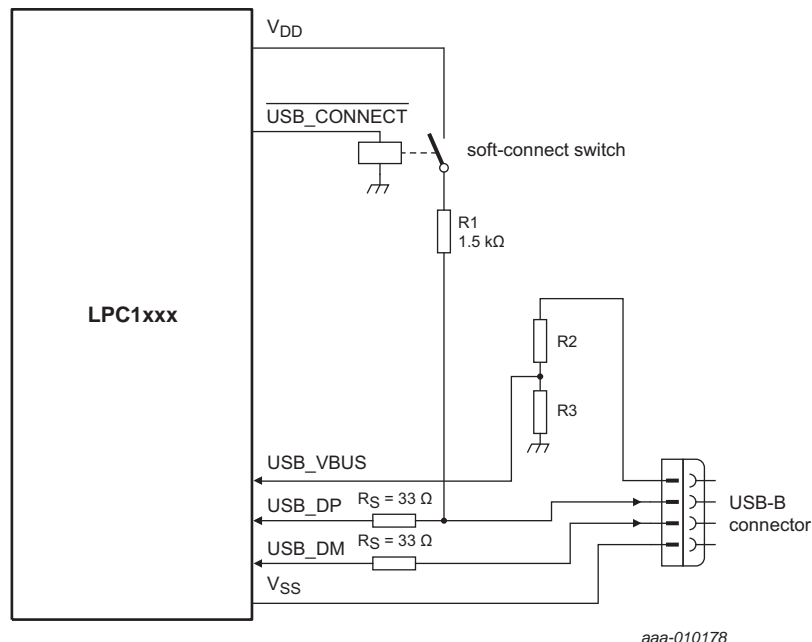 VDD
USB_CONNECT
soft-connect switch
R1
1.5 kΩ
LPC1xxx
R2
R3
USB_VBUS
USB_DP
RS = 33 Ω
USB-B
connector
USB_DM
RS = 33 Ω
VSS
aaa-010178